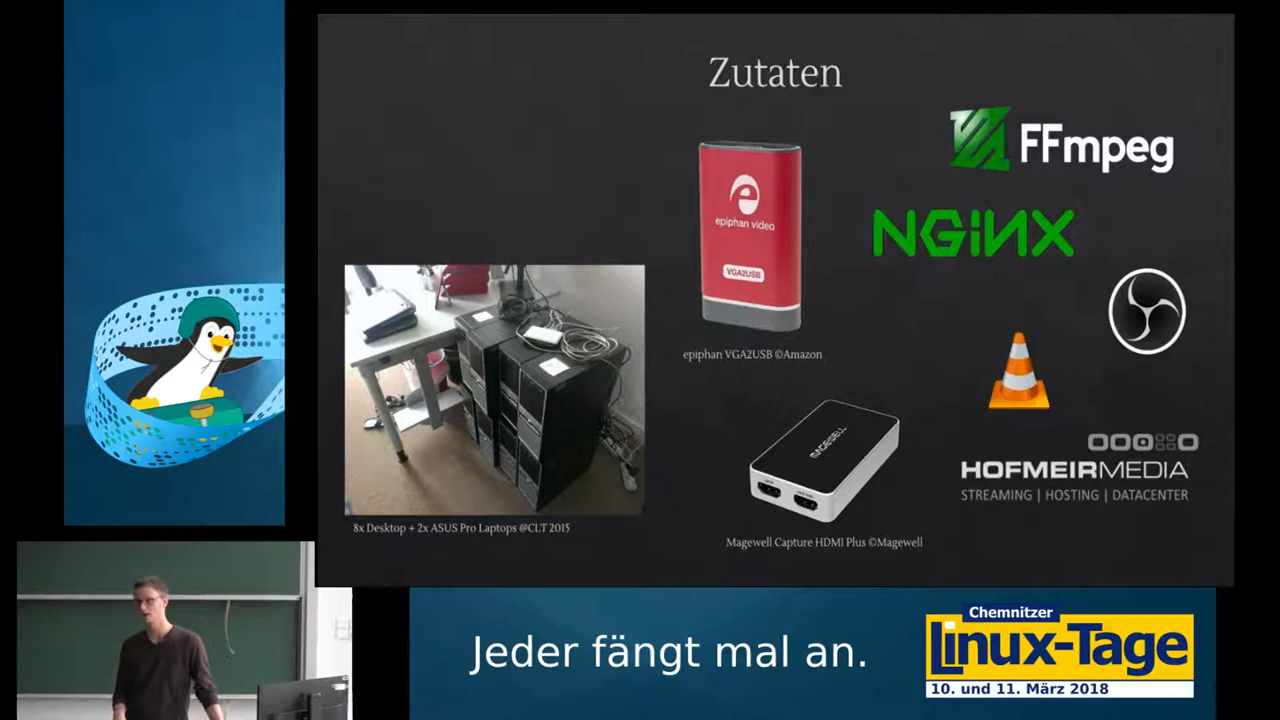 Zutaten
FFmpeg
NGINX
e
epiphan video
VGA2USB
epiphan VGA2USB ©Amazon
8x Desktop + 2x ASUS Pro Laptops @CLT 2015
MAGEWELL
Magewell Capture HDMI Plus ©Magewell
HOFMEIRMEDIA
STREAMING | HOSTING | DATACENTER
Jeder fängt mal an.
Chemnitzer
Linux-Tage
10. und 11. März 2018